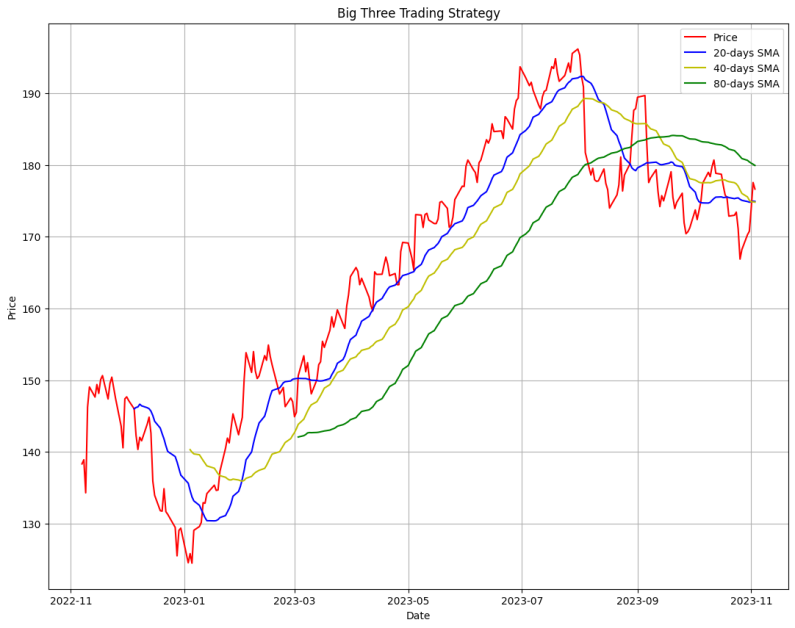 Big Three Trading Strategy
Price
20-days SMA
40-days SMA
80-days SMA
Price
190
180
170
160
150
140
130
2022-11
2023-01
2023-03
2023-05
2023-07
2023-09
2023-11
Date